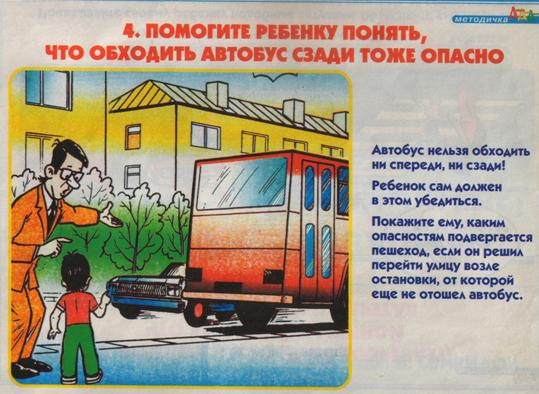 методичка
4. ПОМОГИТЕ РЕБЕНКУ ПОНЯТЬ,
ЧТО ОБХОДИТЬ АВТОБУС СЗАДИ ТОЖЕ ОПАСНО
Автобус нельзя обходить
ни спереди, ни сзади!
Ребенок сам должен
в этом убедиться.
Покажите ему, каким
опасностям подвергается
пешеход, если он решил
перейти улицу возле
остановки, от которой
еще не отошел автобус.